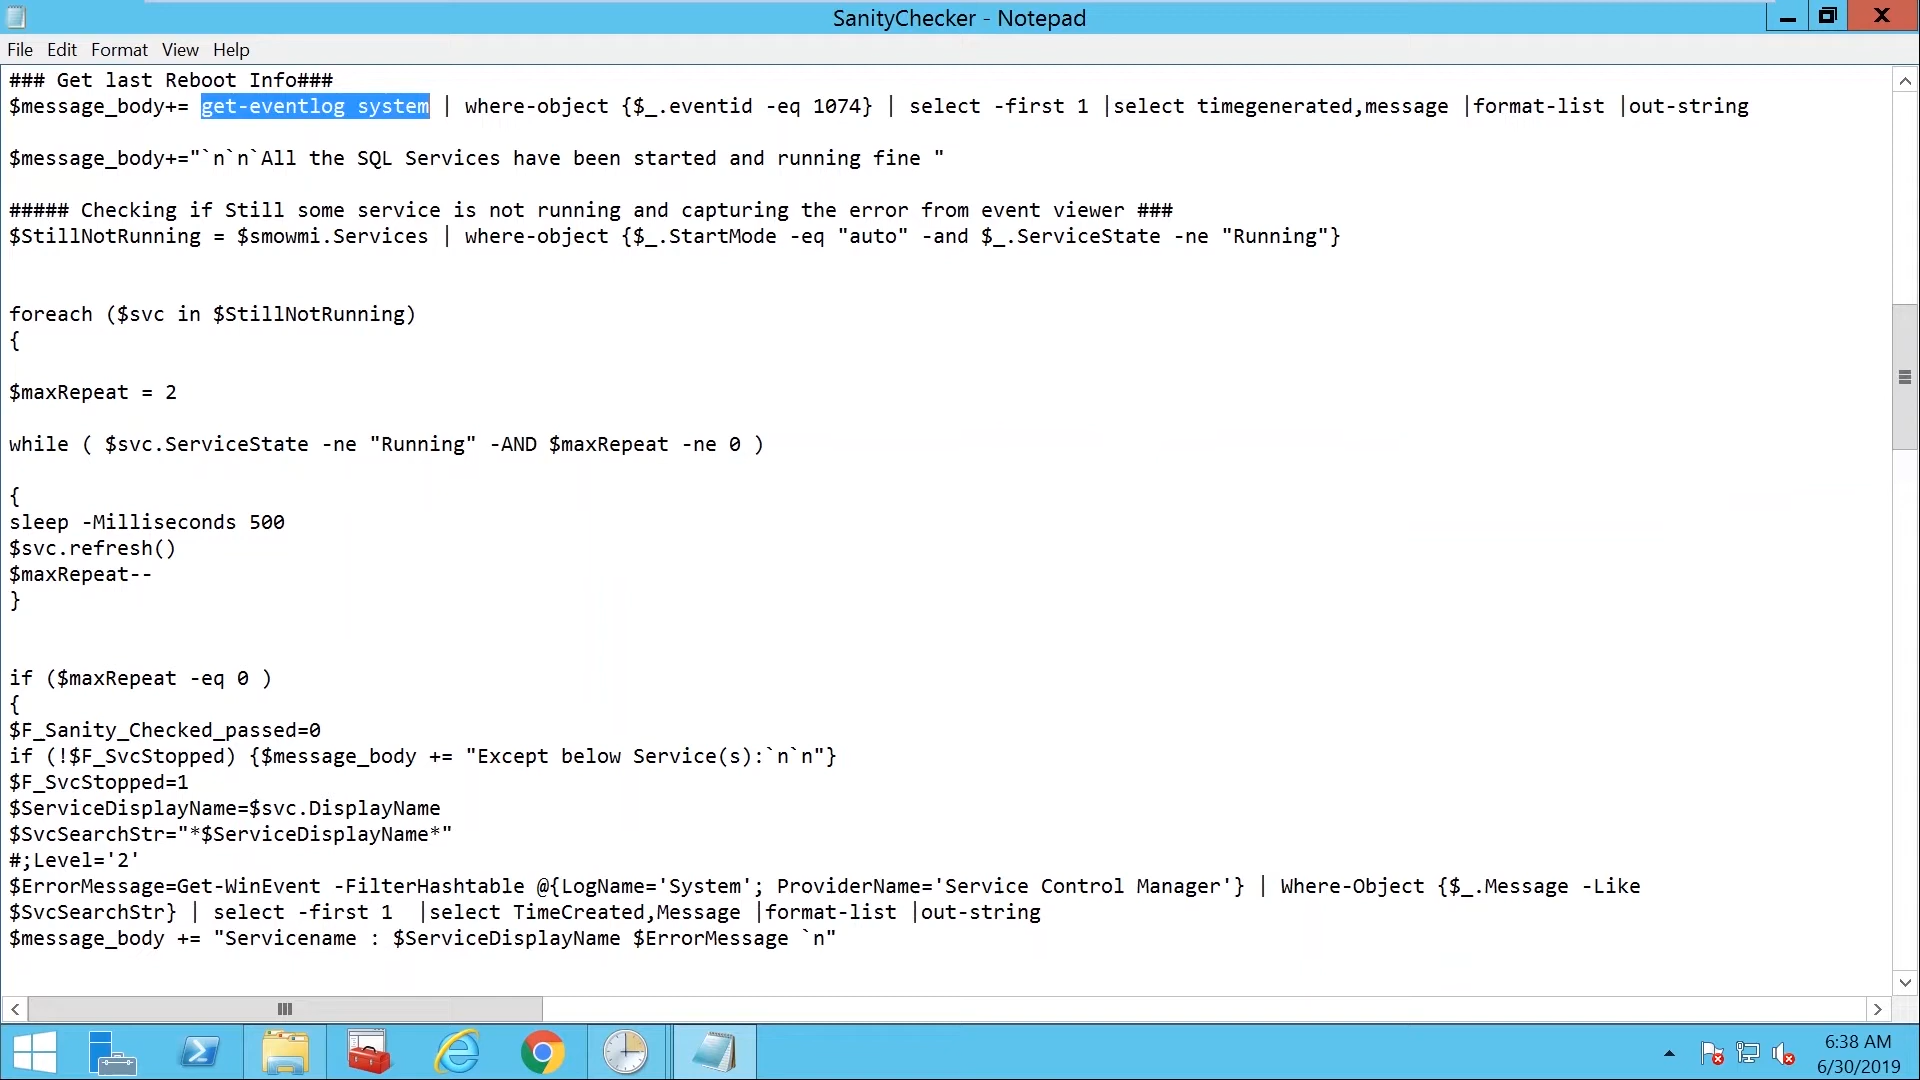 SanityChecker - Notepad
File Edit Format View Help
### Get last Reboot Info###
$message_body+= get-eventlog system | where-object {$_.eventid -eq 1074} | select -first 1 |select timegenerated,message |format-list |out-string
$message_body+="`n`n`All the SQL Services have been started and running fine "
##### Checking if Still some service is not running and capturing the error from event viewer ###
$StillNotRunning = $smowmi.Services | where-object {$_.StartMode -eq "auto" -and $_.ServiceState -ne "Running"}
foreach ($svc in $StillNotRunning)
{
$maxRepeat = 2
while ( $svc.ServiceState -ne "Running" -AND $maxRepeat -ne 0 )
{
sleep -Milliseconds 500
$svc.refresh()
$maxRepeat--
}
if ($maxRepeat -eq 0 )
{
$F_Sanity_Checked_passed=0
if (!$F_SvcStopped) {$message_body += "Except below Service(s):`n`n"}
$F_SvcStopped=1
$ServiceDisplayName=$svc.DisplayName
$SvcSearchStr="*$ServiceDisplayName*"
#;Level='2'
$ErrorMessage=Get-WinEvent -FilterHashtable @{LogName='System'; ProviderName='Service Control Manager'} | Where-Object {$_.Message -Like
$SvcSearchStr} | select -first 1  |select TimeCreated,Message |format-list |out-string
$message_body += "Servicename : $ServiceDisplayName $ErrorMessage `n"
6:38 AM
6/30/2019